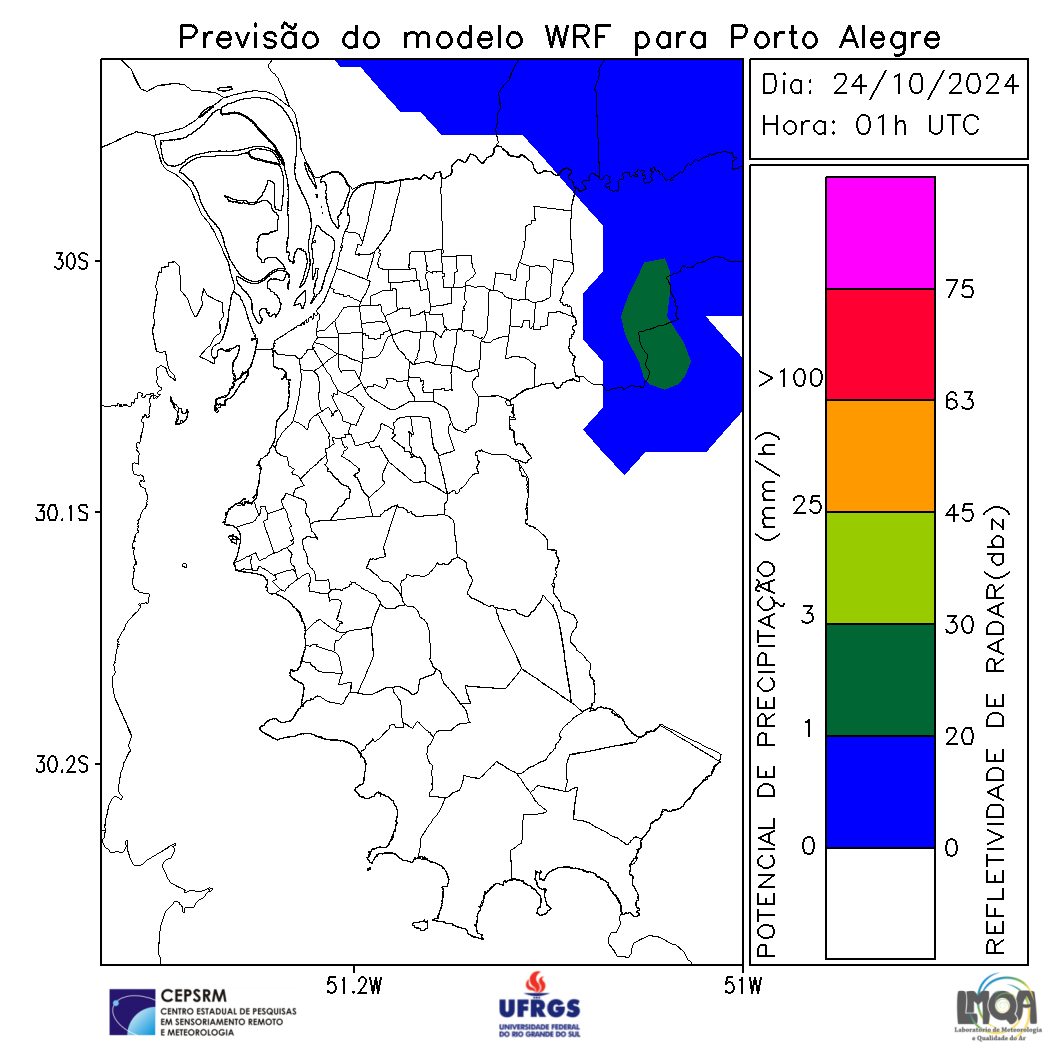 Previsão do modelo WRF para Porto Alegre
Dia: 24/10/2024
Hora: 01h UTC
30S
30.1S
30.2S
51.2W
51W
POTENCIAL DE PRECIPITAÇÃO (mm/h)
>100
25
3
1
0
75
63
45
30
20
0
REFLETIVIDADE DE RADAR(dbz)
CEPSRM
CENTRO ESTADUAL DE PESQUISAS
EM SENSORIAMENTO REMOTO
E METEOROLOGIA
UFRGS
UNIVERSIDADE FEDERAL
DO RIO GRANDE DO SUL
LMQA
Laboratório de Meteorologia
e Qualidade do Ar